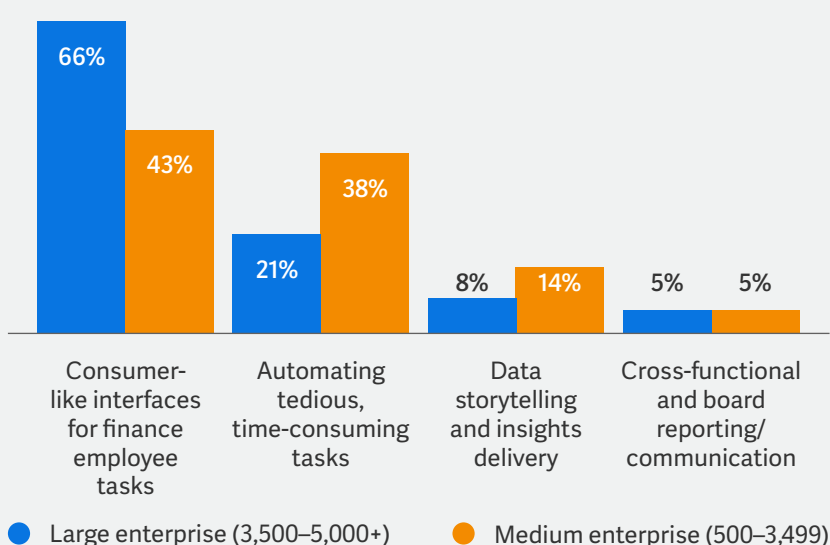 66%
43%
21%
38%
8%
14%
5%
5%
Consumer-
like interfaces
for finance
employee
tasks
Automating
tedious,
time-consuming
tasks
Data
storytelling
and insights
delivery
Cross-functional
and board
reporting/
communication
Large enterprise (3,500–5,000+)
Medium enterprise (500–3,499)